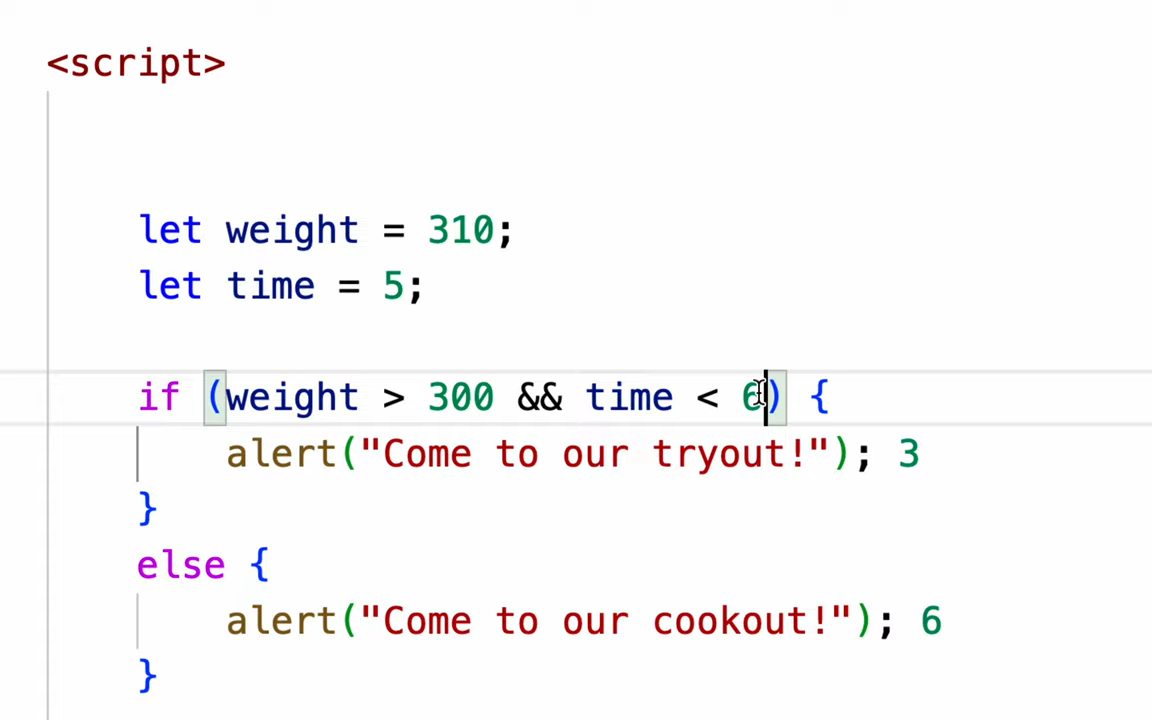 <script>
let weight = 310;
let time = 5;
if (weight > 300 && time < 6) {
alert("Come to our tryout!"); 3
}
else {
alert("Come to our cookout!"); 6
}